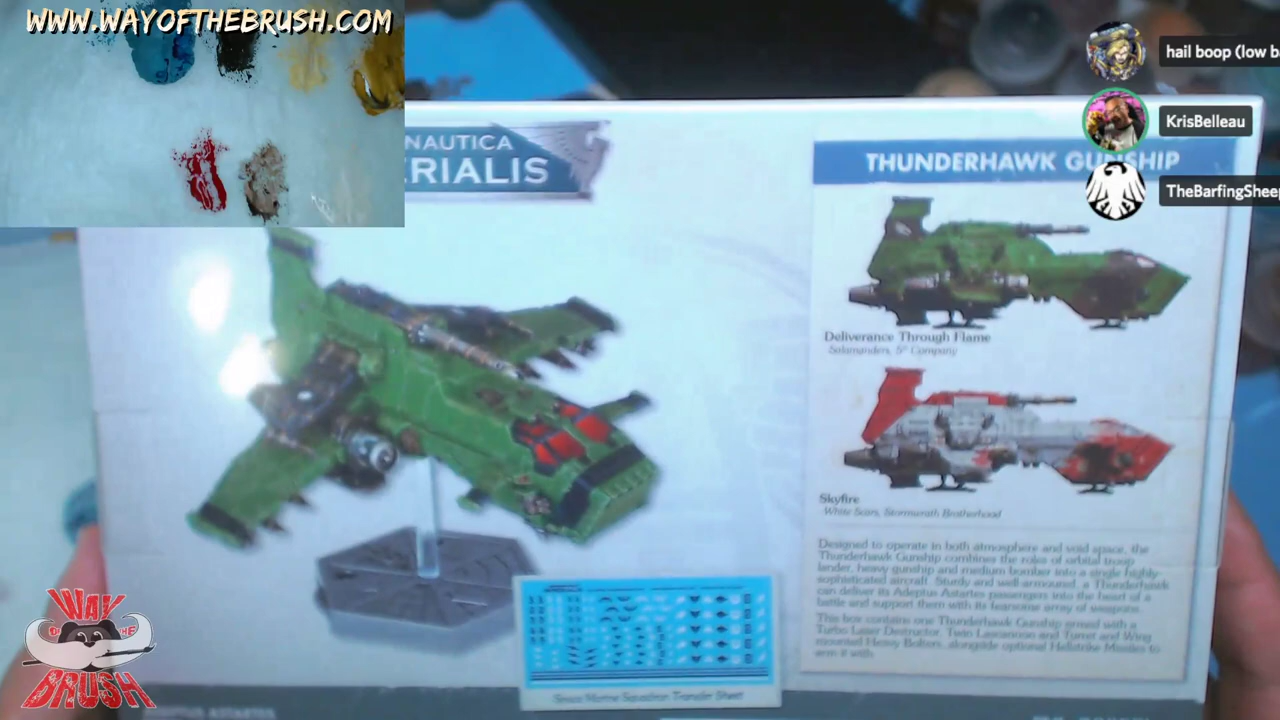 WWW.WAYOFTHEBRUSH.COM
hail boop (low b
KrisBelleau
TheBarfingSheep
NAUTICA
ERIALIS
THUNDERHAWK GUNSHIP
Deliverance Through Flame
Salamanders, 5th Company
Skyfire
White Scars, Stormwrath Brotherhood
Designed to operate in both atmosphere and void space, the
Thunderhawk Gunship combines the roles of orbital troop
lander, heavy gunship and medium bomber into a single highly-
sophisticated aircraft. Sturdy and well armoured, a Thunderhawk
can deliver its Adeptus Astartes passengers into the heart of a
battle and support them with its fearsome array of weapons.
This box contains one Thunderhawk Gunship armed with a
Turbo Laser Destructor, Twin Lascannons and Turret and Wing
mounted Heavy Bolters, alongside optional Hellstrike Missiles to
arm it with.
Space Marine Squadron Transfer Sheet
WAY
OF THE
BRUSH